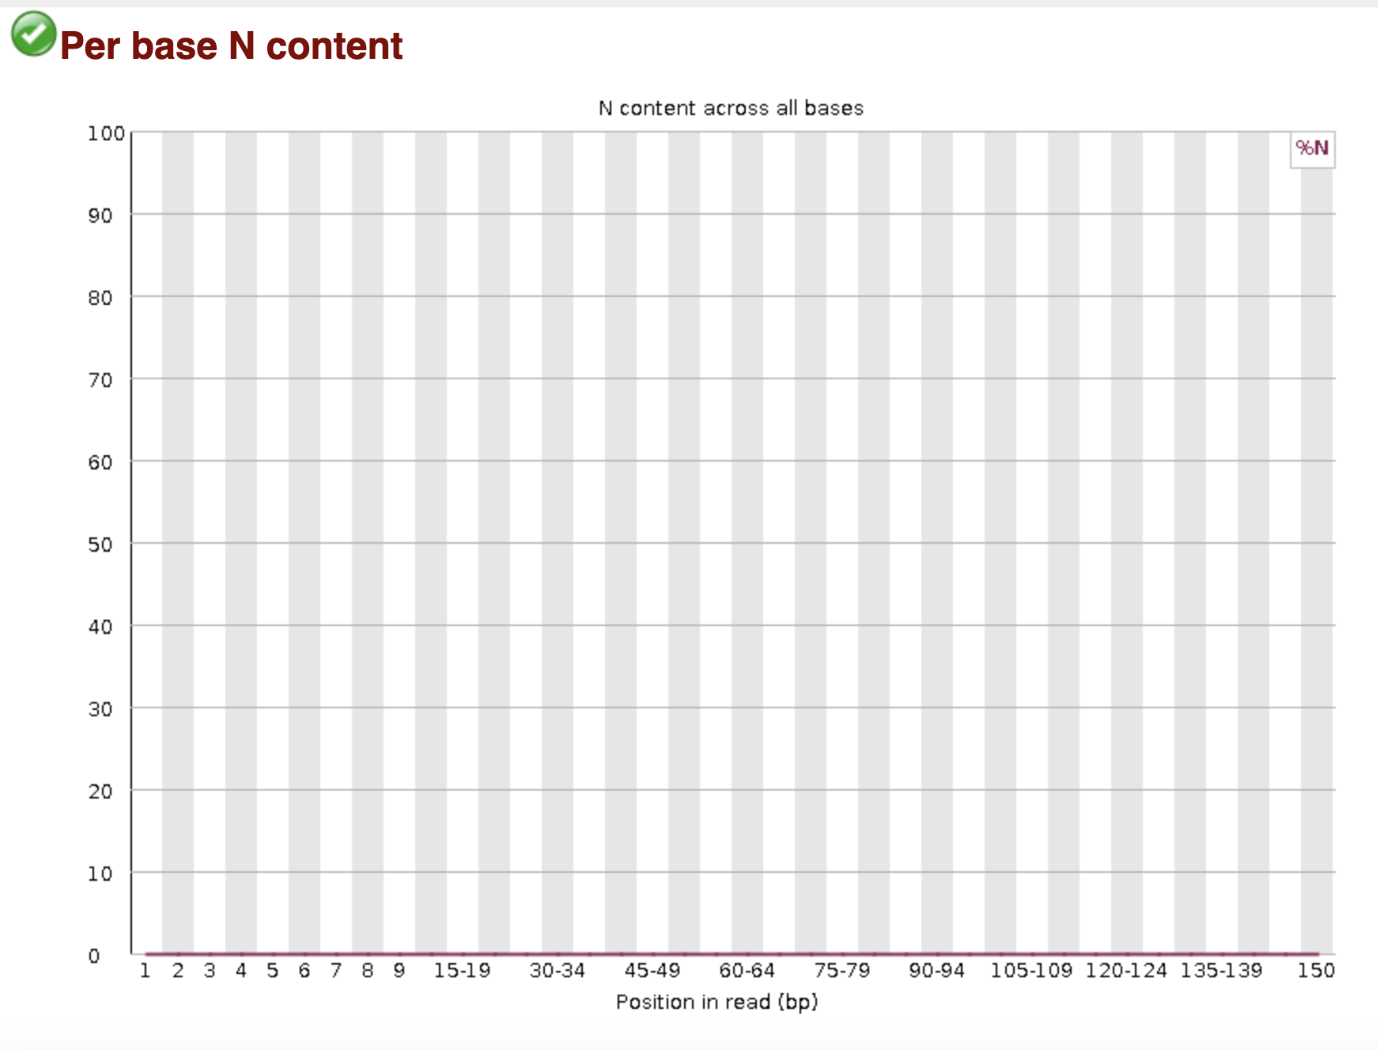 Per base N content
N content across all bases
%N
100
90
80
70
60
50
40
30
20
10
0
1 2 3 4 5 6 7 8 9 15-19 30-34 45-49 60-64 75-79 90-94 105-109 120-124 135-139 150
Position in read (bp)